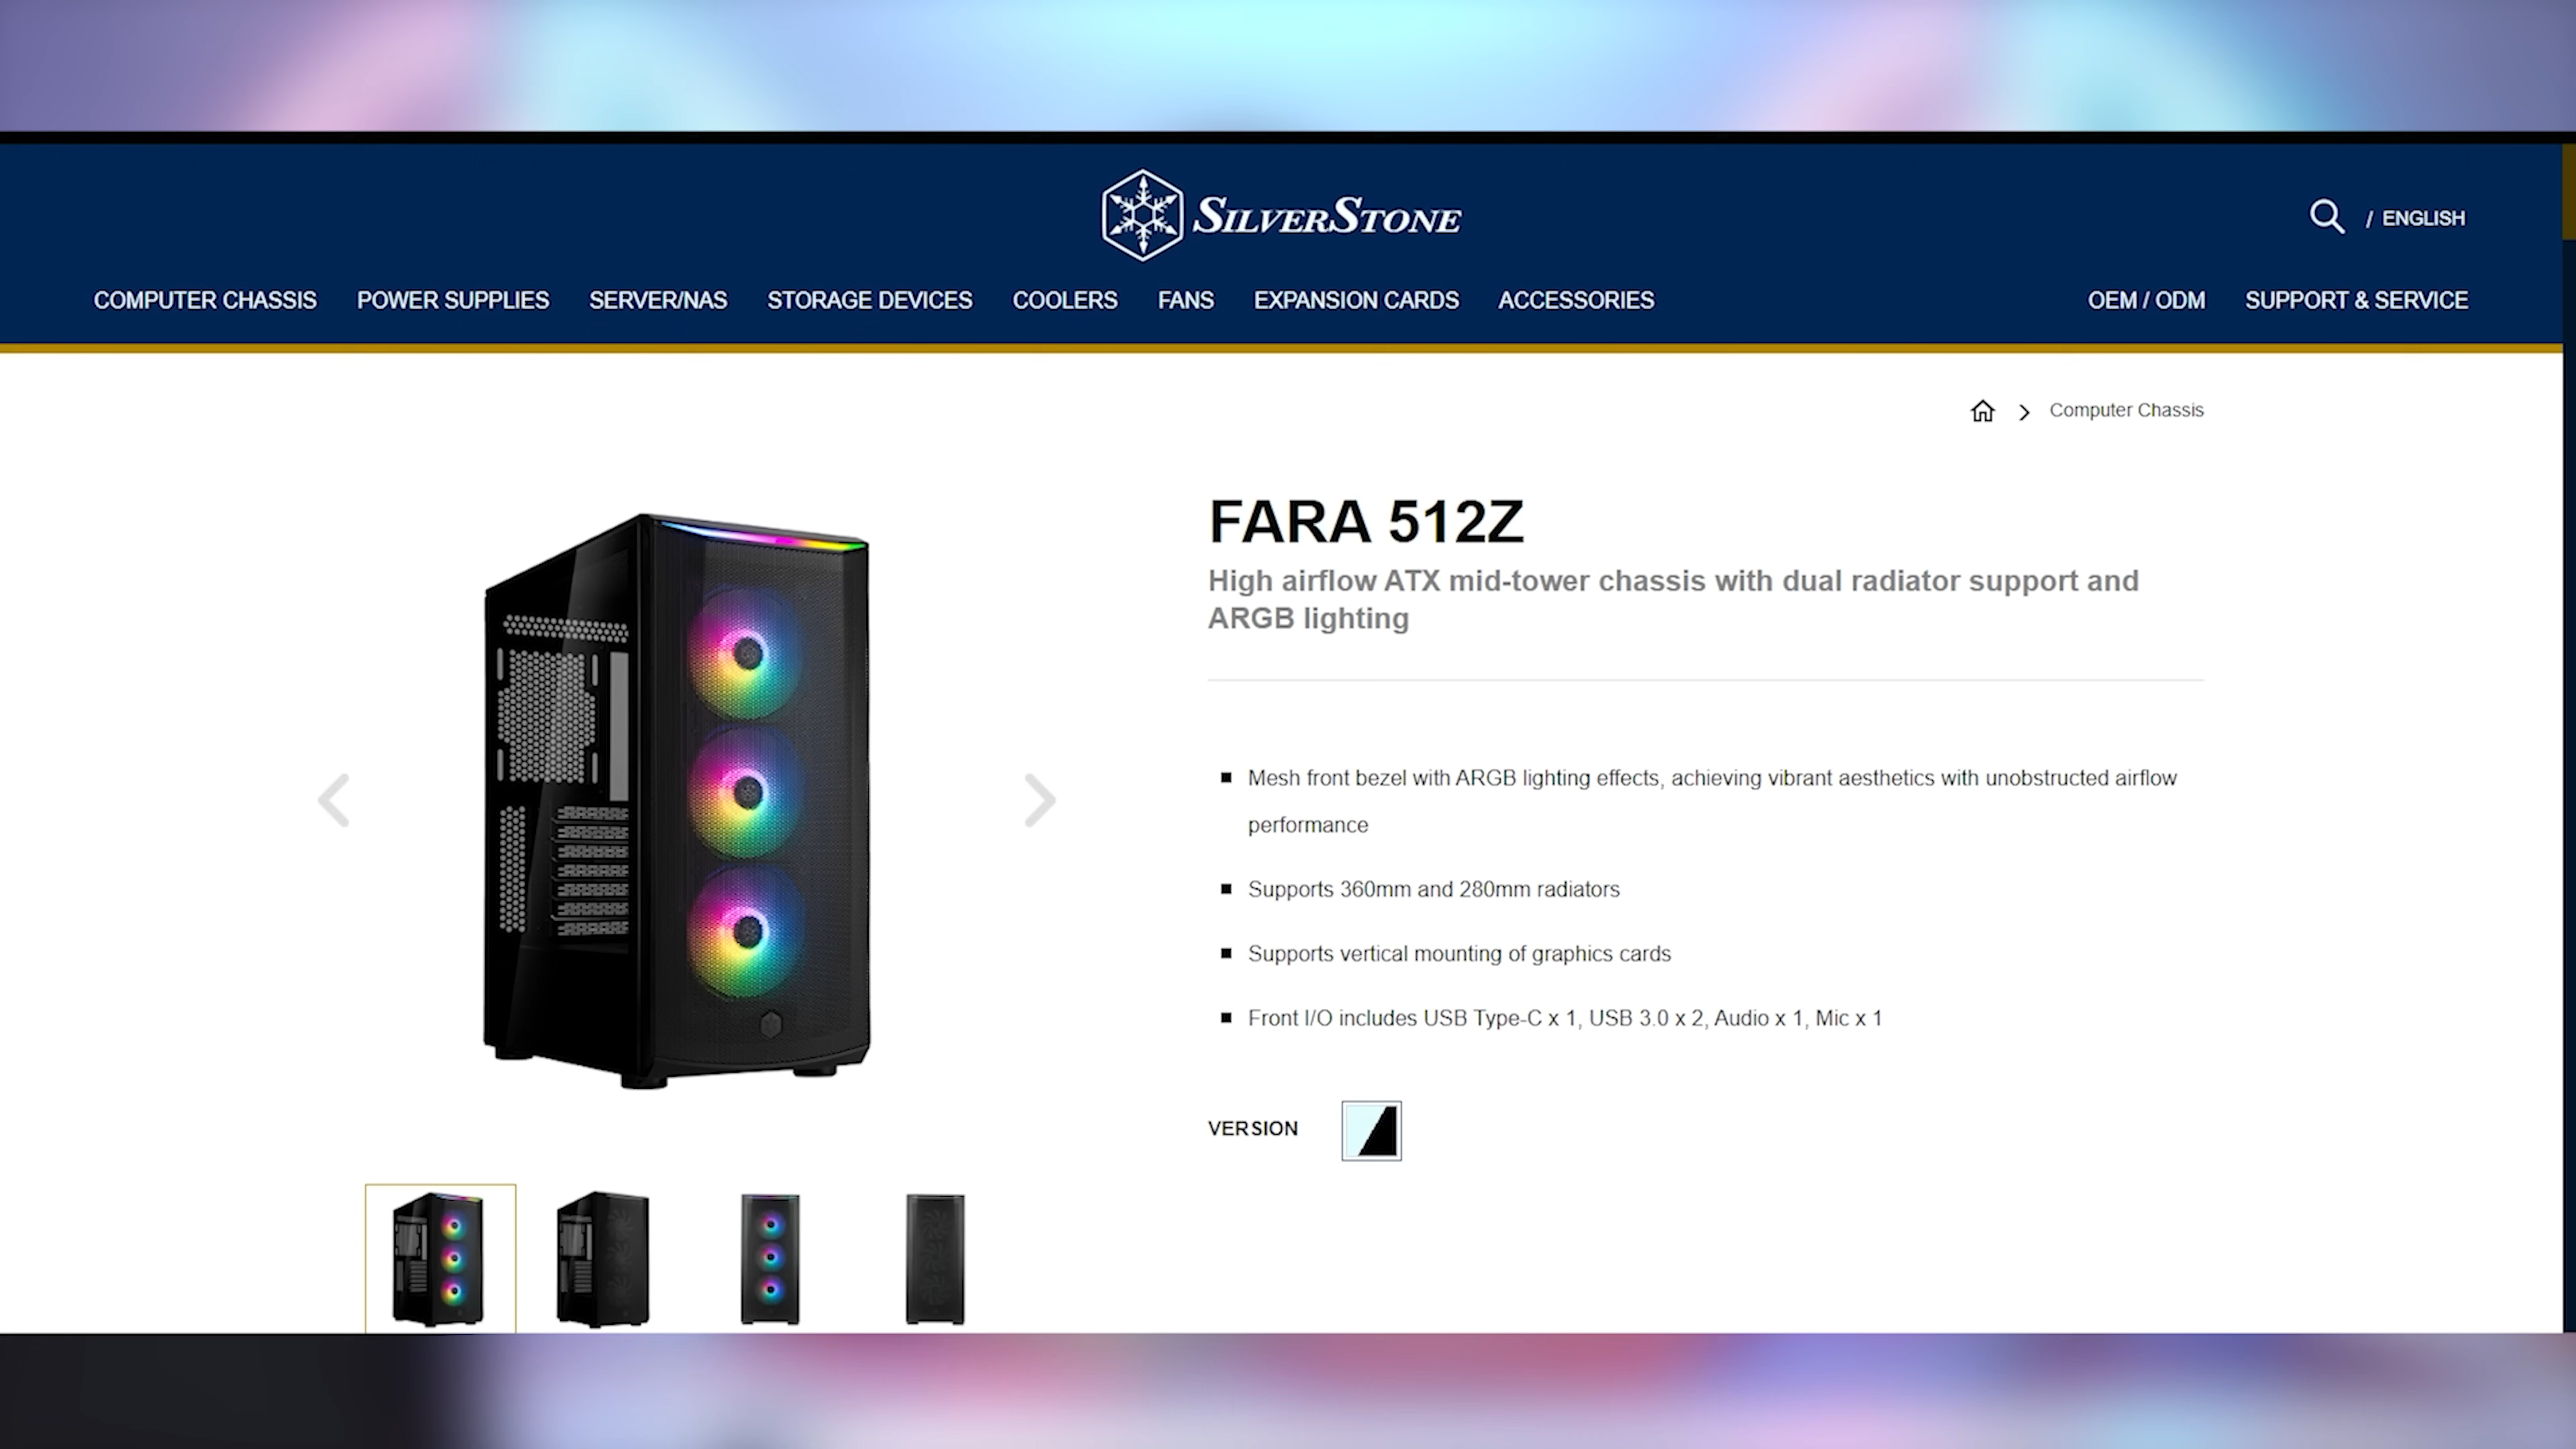 SILVERSTONE
/ ENGLISH
COMPUTER CHASSIS POWER SUPPLIES SERVER/NAS STORAGE DEVICES COOLERS FANS EXPANSION CARDS ACCESSORIES OEM / ODM SUPPORT & SERVICE
Computer Chassis
FARA 512Z
High airflow ATX mid-tower chassis with dual radiator support and
ARGB lighting
Mesh front bezel with ARGB lighting effects, achieving vibrant aesthetics with unobstructed airflow
performance
Supports 360mm and 280mm radiators
Supports vertical mounting of graphics cards
Front I/O includes USB Type-C x 1, USB 3.0 x 2, Audio x 1, Mic x 1
VERSION